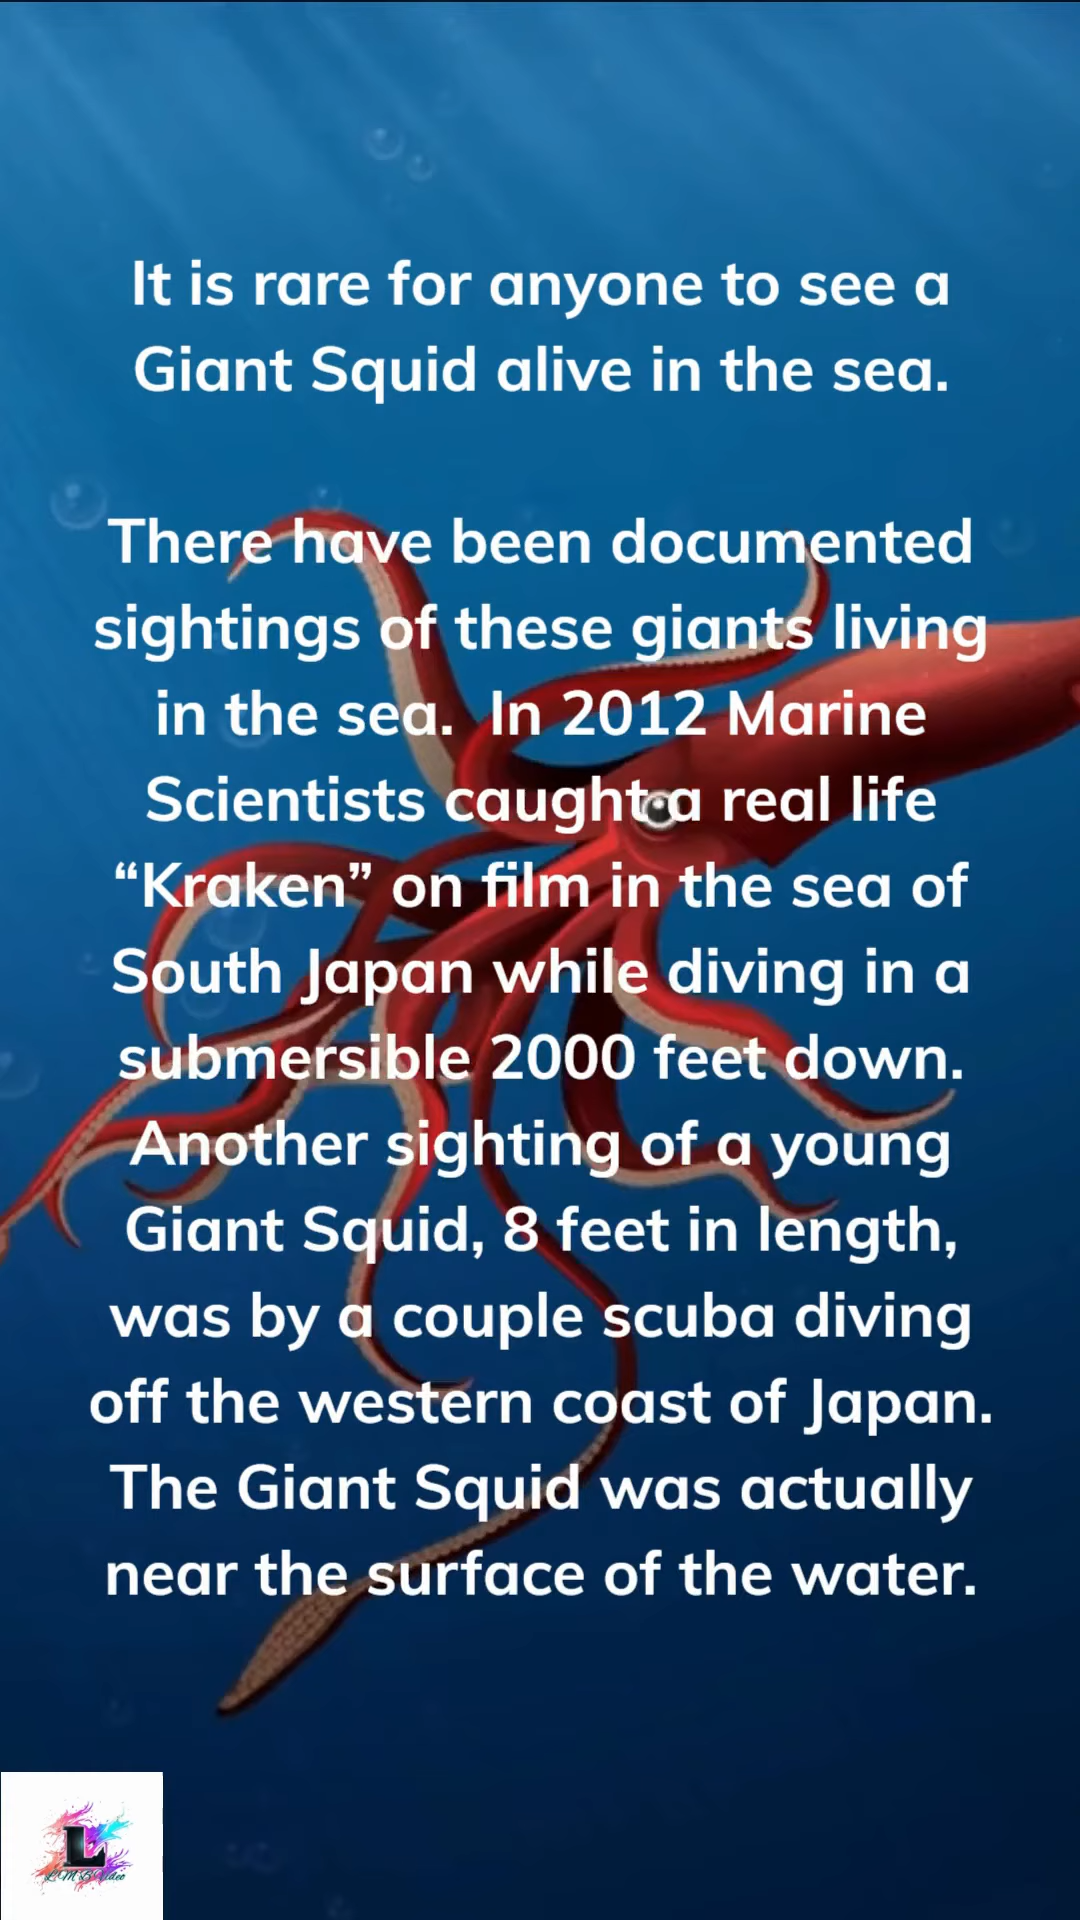 It is rare for anyone to see a
Giant Squid alive in the sea.
There have been documented
sightings of these giants living
in the sea.  In 2012 Marine
Scientists caught a real life
“Kraken” on film in the sea of
South Japan while diving in a
submersible 2000 feet down.
Another sighting of a young
Giant Squid, 8 feet in length,
was by a couple scuba diving
off the western coast of Japan.
The Giant Squid was actually
near the surface of the water.
L
LMB Video